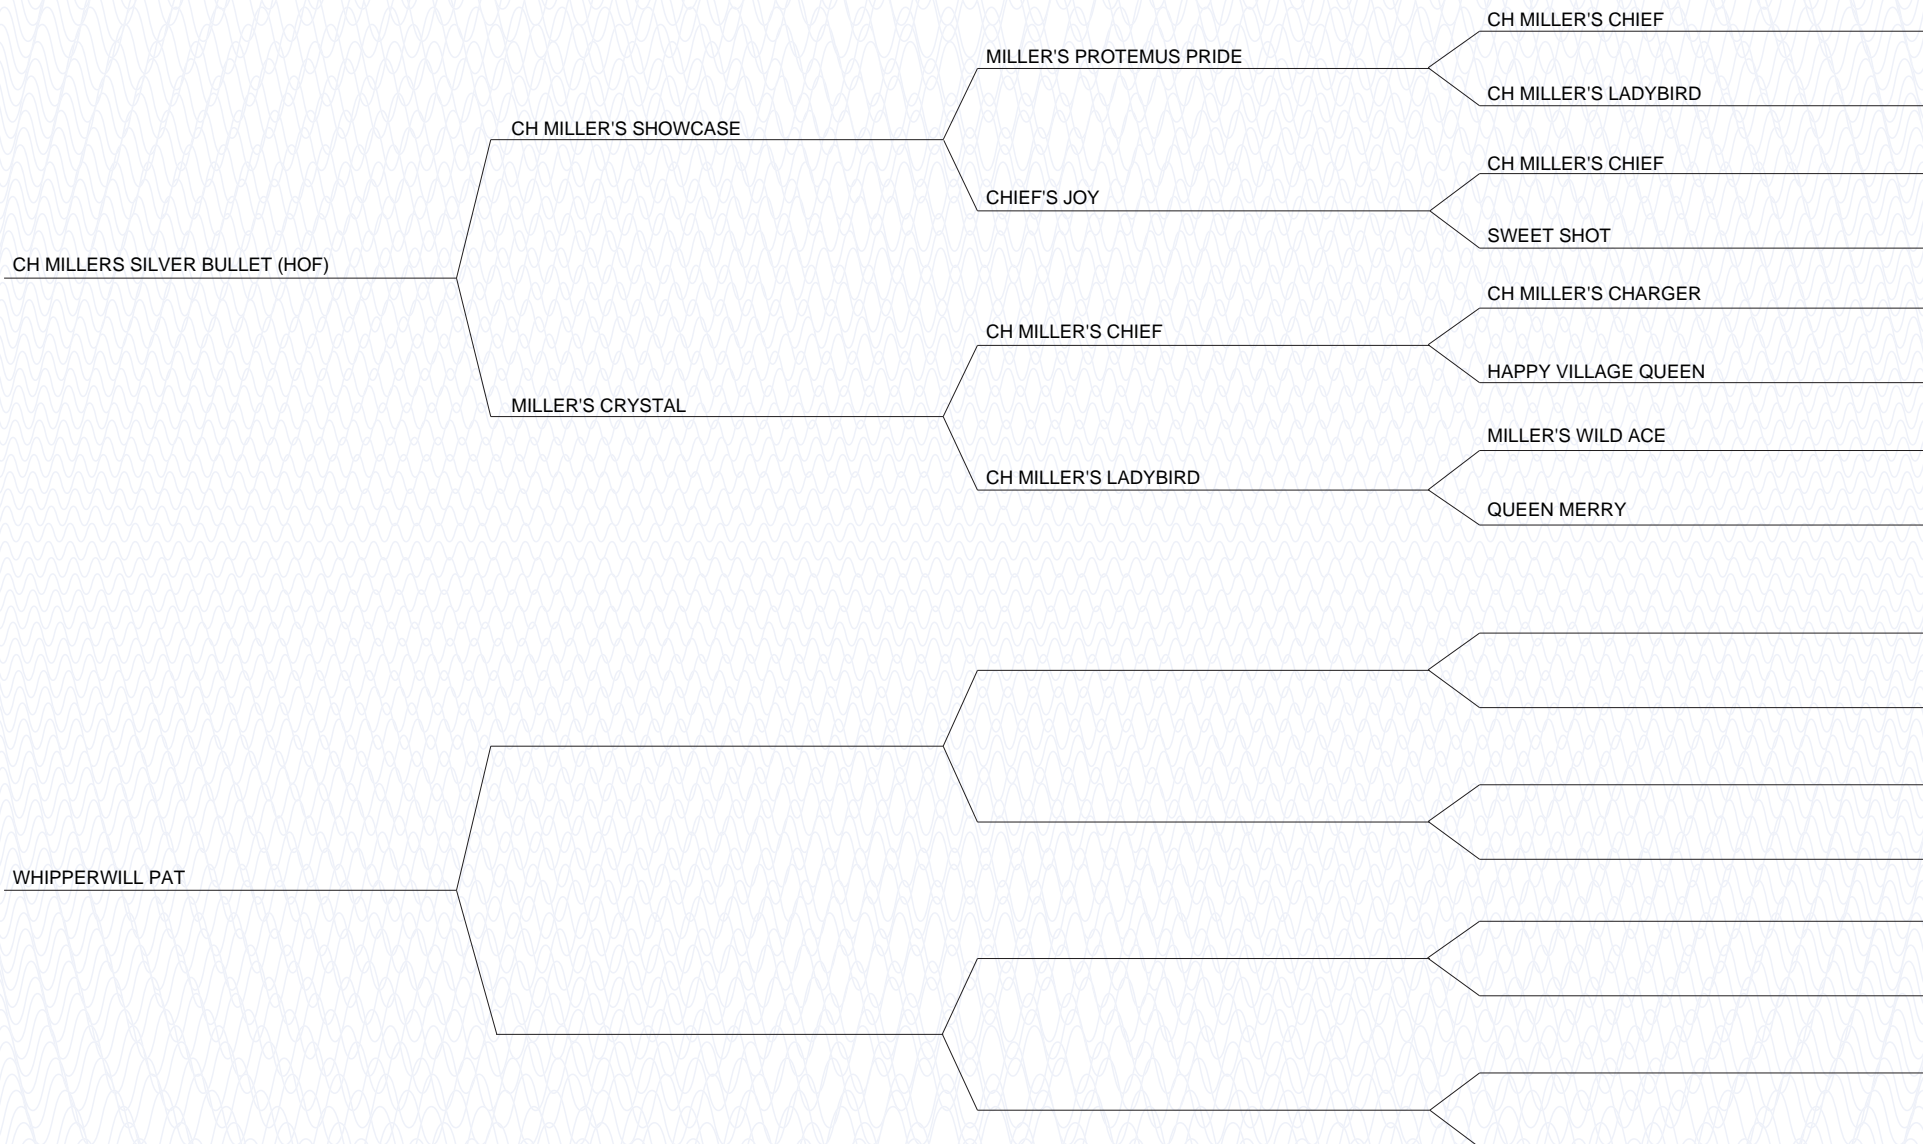 CH MILLER'S CHIEF
MILLER'S PROTEMUS PRIDE
CH MILLER'S LADYBIRD
CH MILLER'S SHOWCASE
CH MILLER'S CHIEF
CHIEF'S JOY
SWEET SHOT
CH MILLERS SILVER BULLET (HOF)
CH MILLER'S CHARGER
CH MILLER'S CHIEF
HAPPY VILLAGE QUEEN
MILLER'S CRYSTAL
MILLER'S WILD ACE
CH MILLER'S LADYBIRD
QUEEN MERRY
WHIPPERWILL PAT